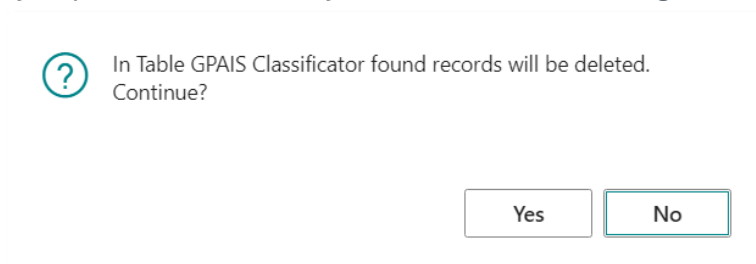 In Table GPAIS Classificator found records will be deleted.
Continue?
Yes
No